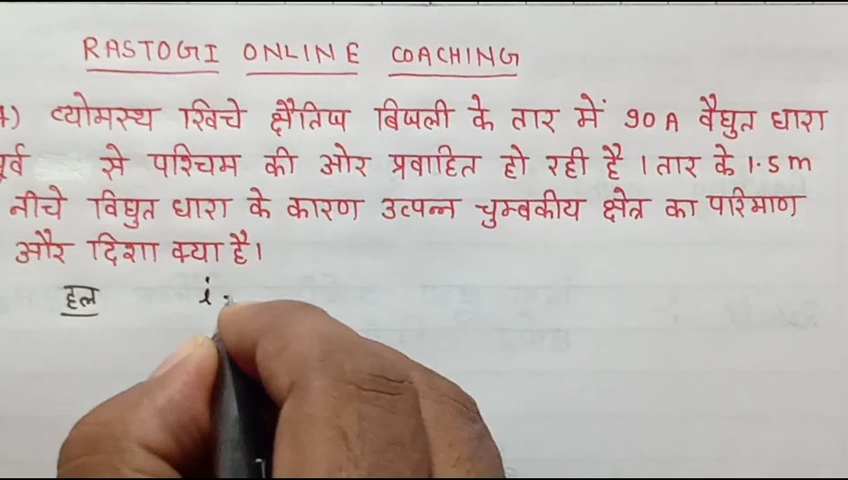 RASTOGI ONLINE COACHING
4) व्योमस्थ खिचे क्षैतिज बिजली के तार में 90 A वैद्युत धारा
पूर्व से पश्चिम की ओर प्रवाहित हो रही है । तार के 1.5 m
नीचे विद्युत धारा के कारण उत्पन्न चुम्बकीय क्षेत्र का परिमाण
और दिशा क्या है।
हल i